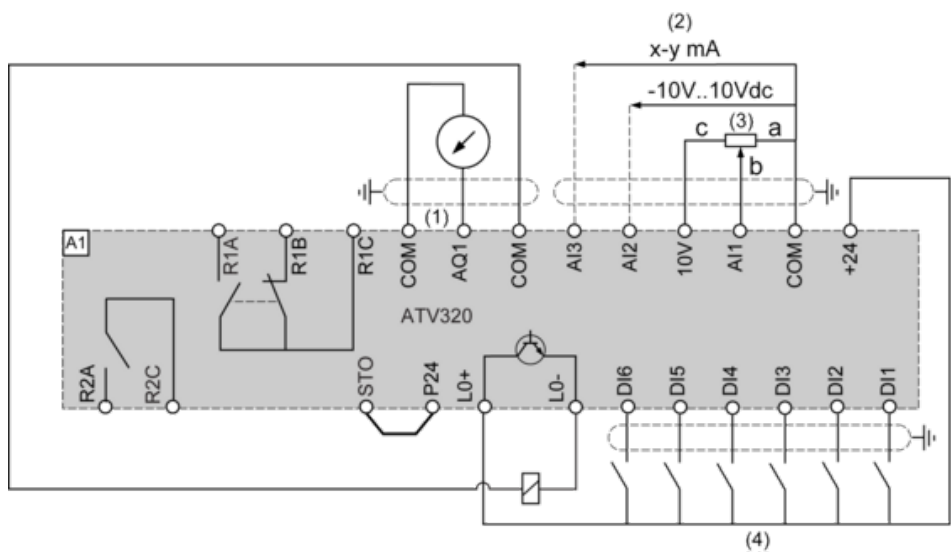 (2)
x-y mA
-10V..10Vdc
c (3) a
b
(1)
A1
R1A R1B R1C COM AQ1 COM AI3 AI2 10V AI1 COM +24
ATV320
R2A R2C STO P24 L0+ L0- DI6 DI5 DI4 DI3 DI2 DI1
(4)